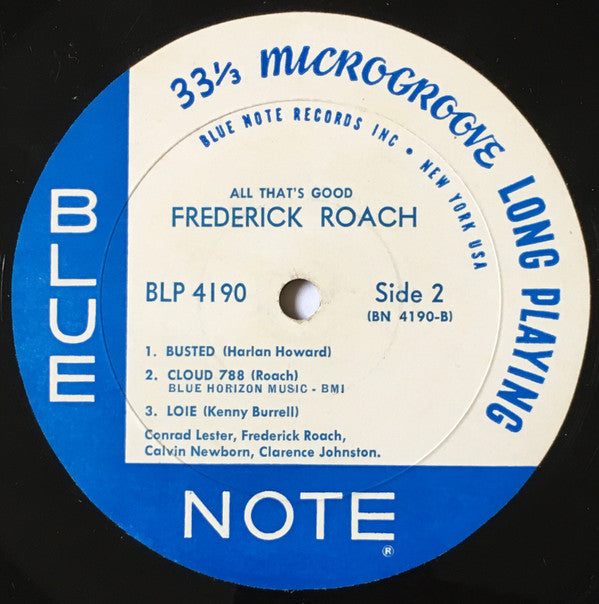 33⅓ MICROGROOVE LONG PLAYING
BLUE NOTE RECORDS INC • NEW YORK USA
ALL THAT'S GOOD
FREDERICK ROACH
BLP 4190 Side 2
(BN 4190-B)
1. BUSTED (Harlan Howard)
2. CLOUD 788 (Roach)
BLUE HORIZON MUSIC - BMI
3. LOIE (Kenny Burrell)
Conrad Lester, Frederick Roach,
Calvin Newborn, Clarence Johnston.
BLUE
NOTE®